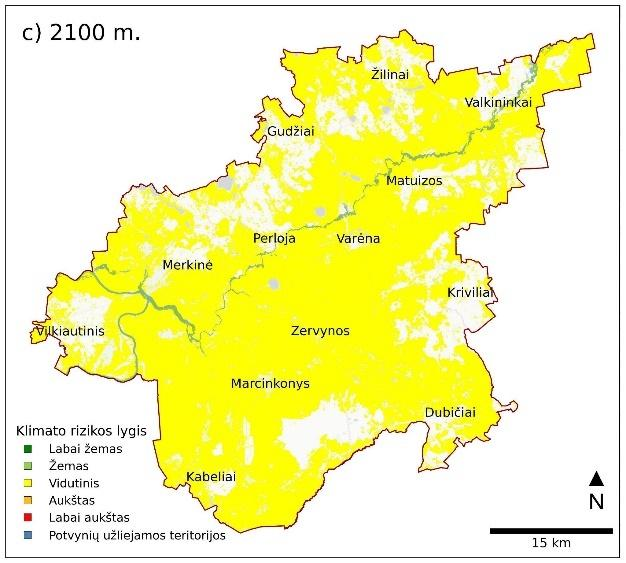 c) 2100 m.
Žilinai
Valkininkai
Gudžiai
Matuizos
Perloja
Varėna
Merkinė
Kriviliai
Vilkiautinis
Zervynos
Marcinkonys
Dubičiai
Kabeliai
Klimato rizikos lygis
Labai žemas
Žemas
Vidutinis
Aukštas
Labai aukštas
Potvynių užliejamos teritorijos
N
15 km